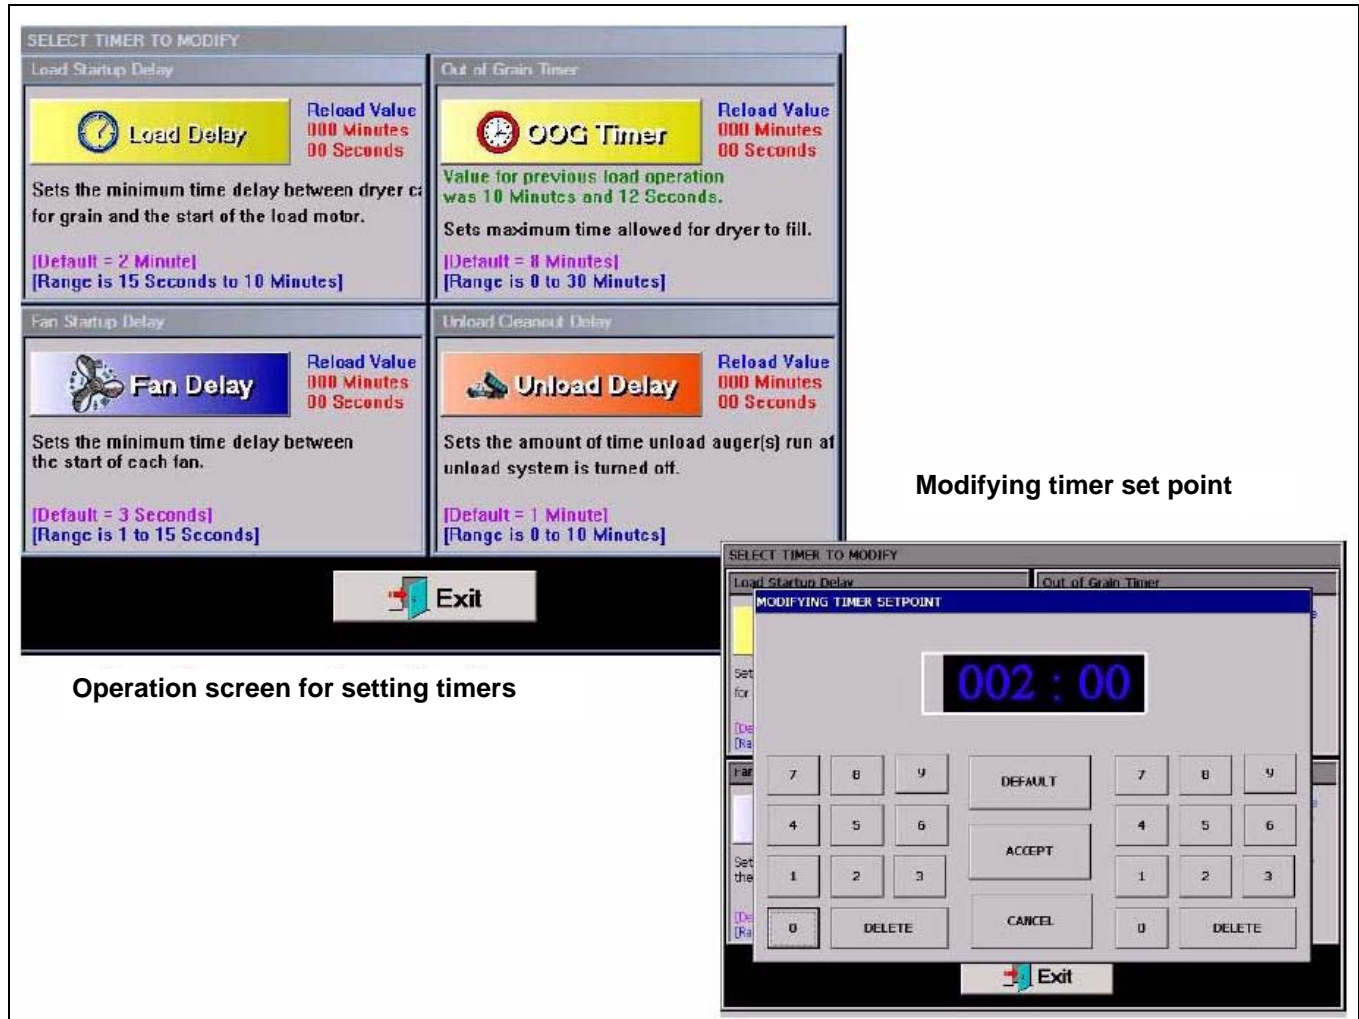 SELECT TIMER TO MODIFY
Load Startup Delay
Load Delay
Reload Value
000 Minutes
00 Seconds
Sets the minimum time delay between dryer ca
for grain and the start of the load motor.
[Default = 2 Minute]
[Range is 15 Seconds to 10 Minutes]
Out of Grain Timer
OOG Timer
Reload Value
000 Minutes
00 Seconds
Value for previous load operation
was 10 Minutes and 12 Seconds.
Sets maximum time allowed for dryer to fill.
[Default = 8 Minutes]
[Range is 0 to 30 Minutes]
Fan Startup Delay
Fan Delay
Reload Value
000 Minutes
00 Seconds
Sets the minimum time delay between
the start of each fan.
[Default = 3 Seconds]
[Range is 1 to 15 Seconds]
Unload Cleanout Delay
Unload Delay
Reload Value
000 Minutes
00 Seconds
Sets the amount of time unload auger(s) run af
unload system is turned off.
[Default = 1 Minute]
[Range is 0 to 10 Minutes]
Exit
Operation screen for setting timers
Modifying timer set point
SELECT TIMER TO MODIFY
Load Startup Delay
Out of Grain Timer
MODIFYING TIMER SETPOINT
002 : 00
Set
for
[De
[Ra
Far
Set
the
[De
[Ra
7 8 9 DEFAULT 7 8 9
4 5 6 ACCEPT 4 5 6
1 2 3 1 2 3
0 DELETE CANCEL 0 DELETE
Exit